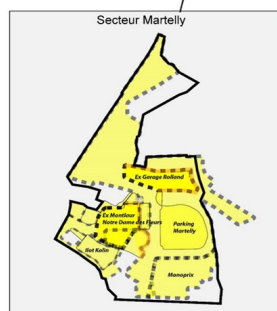 Secteur Martelly
Ex Garage Rolland
Ex Montlaur
Notre Dame des Fleurs
Parking
Martelly
Ilot Kalin
Monoprix